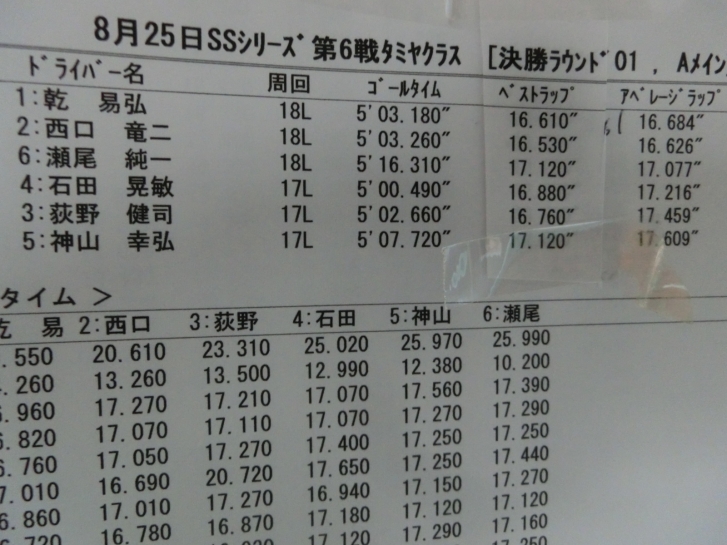 8月25日SSシリーズ 第6戦タミヤクラス [決勝ラウンド 01 , Aメイン
ドライバー名 周回 ゴールタイム ベストラップ アベレージラップ
1:乾 易弘 18L 5'03.180" 16.610" 16.684"
2:西口 竜二 18L 5'03.260" 16.530" 16.626"
6:瀬尾 純一 18L 5'16.310" 17.120" 17.077"
4:石田 晃敏 17L 5'00.490" 16.880" 17.216"
3:荻野 健司 17L 5'02.660" 16.760" 17.459"
5:神山 幸弘 17L 5'07.720" 17.120" 17.609"
タイム >
乾 易 2:西口 3:荻野 4:石田 5:神山 6:瀬尾
.550 20.610 23.310 25.020 25.970 25.990
.260 13.260 13.500 12.990 12.380 10.200
6.960 17.270 17.210 17.070 17.560 17.390
6.820 17.070 17.110 17.070 17.270 17.290
6.760 17.050 17.270 17.400 17.250 17.250
7.010 16.690 20.720 17.650 17.250 17.440
6.860 17.010 17.270 16.940 17.150 17.270
6.720 16.780 16.870 17.180 17.120 17.120
17.120 17.290 17.160